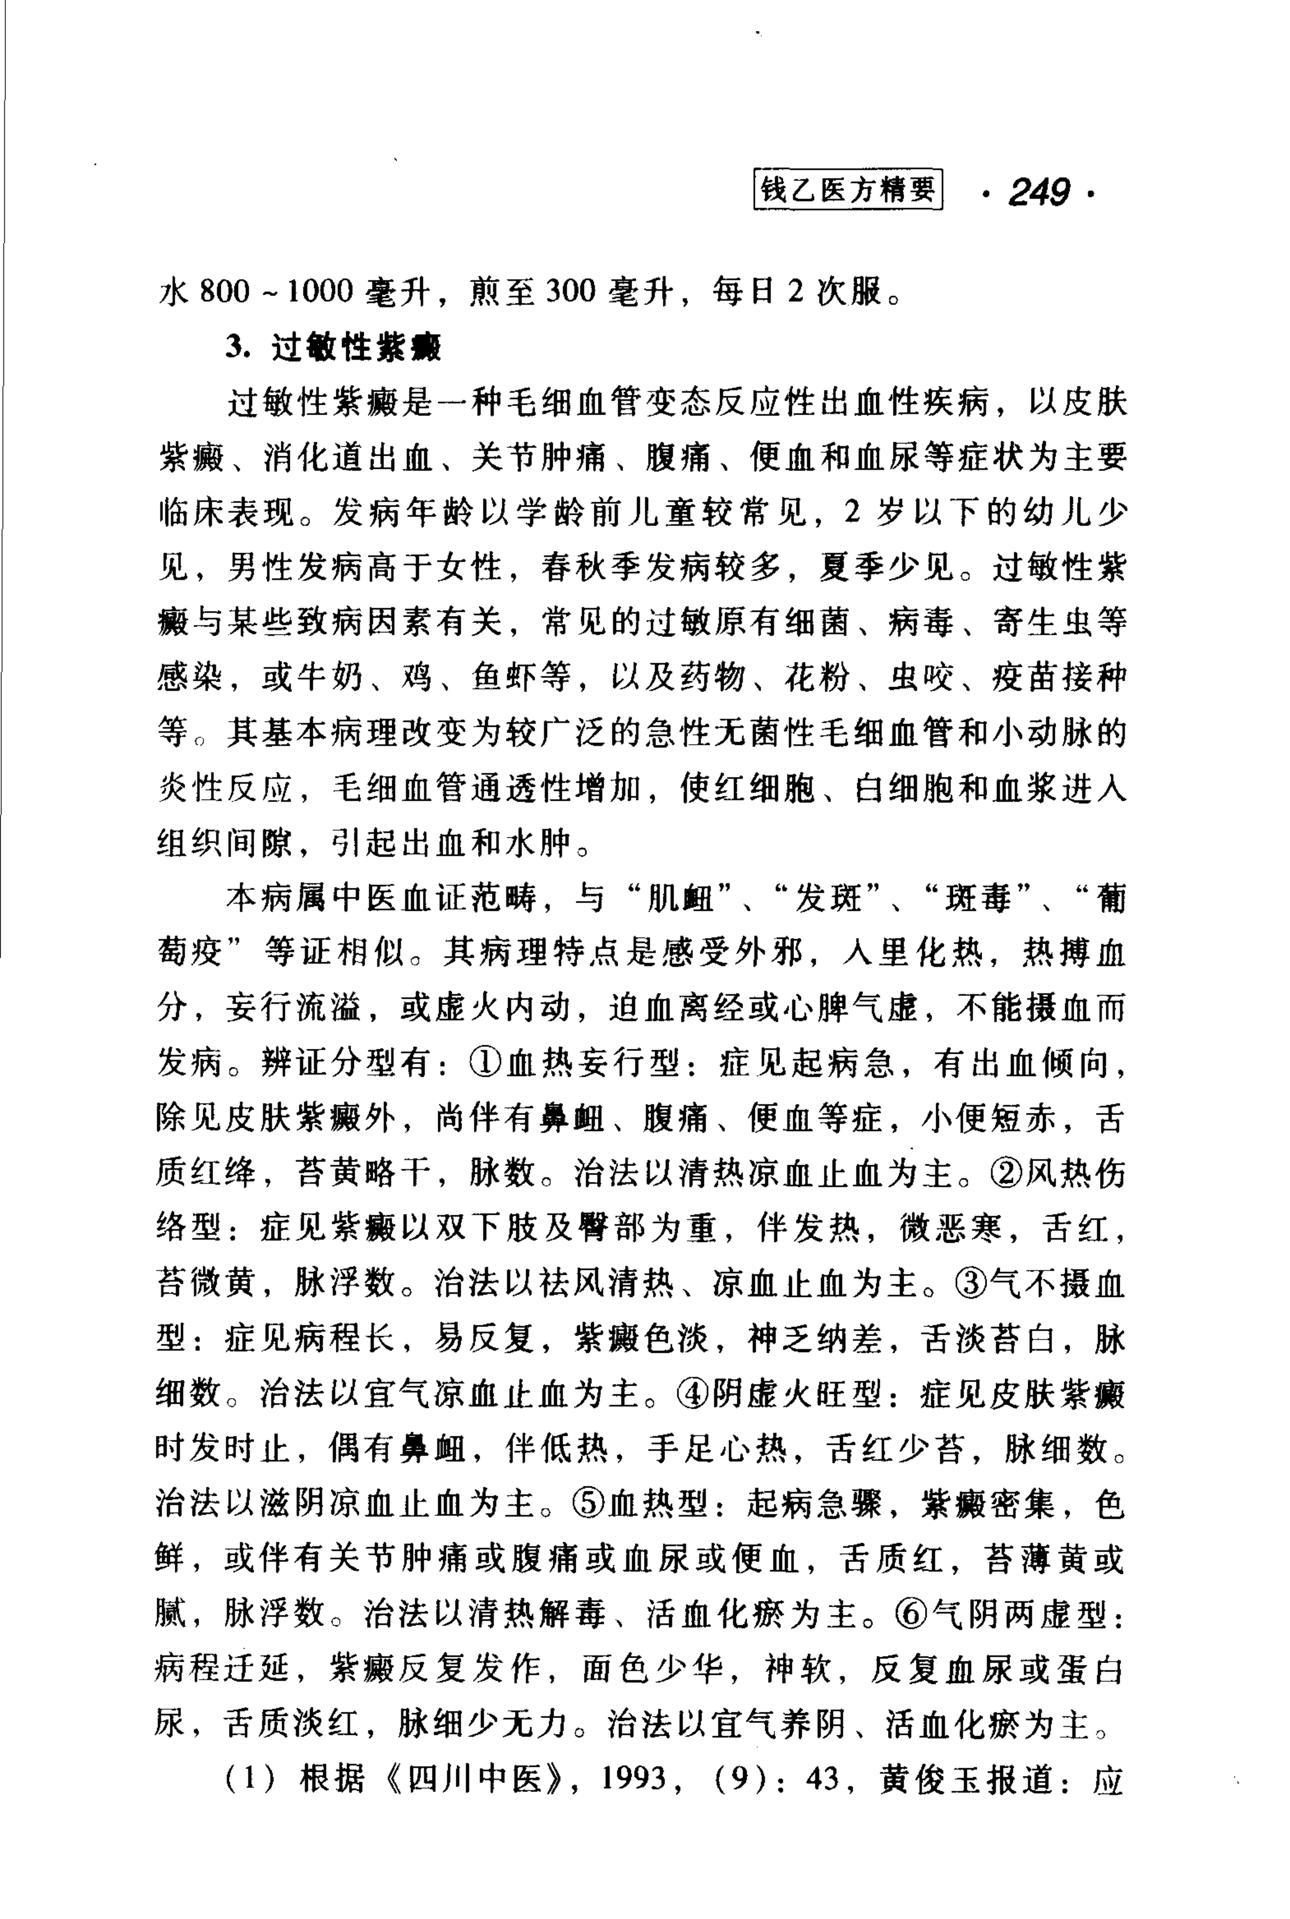 钱乙医方精要 ·249·
水 800～1000 毫升，煎至 300 毫升，每日 2 次服。
3. 过敏性紫癜
过敏性紫癜是一种毛细血管变态反应性出血性疾病，以皮肤
紫癜、消化道出血、关节肿痛、腹痛、便血和血尿等症状为主要
临床表现。发病年龄以学龄前儿童较常见，2 岁以下的幼儿少
见，男性发病高于女性，春秋季发病较多，夏季少见。过敏性紫
癜与某些致病因素有关，常见的过敏原有细菌、病毒、寄生虫等
感染，或牛奶、鸡、鱼虾等，以及药物、花粉、虫咬、疫苗接种
等。其基本病理改变为较广泛的急性无菌性毛细血管和小动脉的
炎性反应，毛细血管通透性增加，使红细胞、白细胞和血浆进入
组织间隙，引起出血和水肿。
本病属中医血证范畴，与“肌衄”、“发斑”、“斑毒”、“葡
萄疫”等证相似。其病理特点是感受外邪，入里化热，热搏血
分，妄行流溢，或虚火内动，迫血离经或心脾气虚，不能摄血而
发病。辨证分型有：①血热妄行型：症见起病急，有出血倾向，
除见皮肤紫癜外，尚伴有鼻衄、腹痛、便血等症，小便短赤，舌
质红绛，苔黄略干，脉数。治法以清热凉血止血为主。②风热伤
络型：症见紫癜以双下肢及臀部为重，伴发热，微恶寒，舌红，
苔微黄，脉浮数。治法以祛风清热、凉血止血为主。③气不摄血
型：症见病程长，易反复，紫癜色淡，神乏纳差，舌淡苔白，脉
细数。治法以宜气凉血止血为主。④阴虚火旺型：症见皮肤紫癜
时发时止，偶有鼻衄，伴低热，手足心热，舌红少苔，脉细数。
治法以滋阴凉血止血为主。⑤血热型：起病急骤，紫癜密集，色
鲜，或伴有关节肿痛或腹痛或血尿或便血，舌质红，苔薄黄或
腻，脉浮数。治法以清热解毒、活血化瘀为主。⑥气阴两虚型：
病程迁延，紫癜反复发作，面色少华，神软，反复血尿或蛋白
尿，舌质淡红，脉细少无力。治法以宜气养阴、活血化瘀为主。
(1) 根据《四川中医》，1993，(9)：43，黄俊玉报道：应